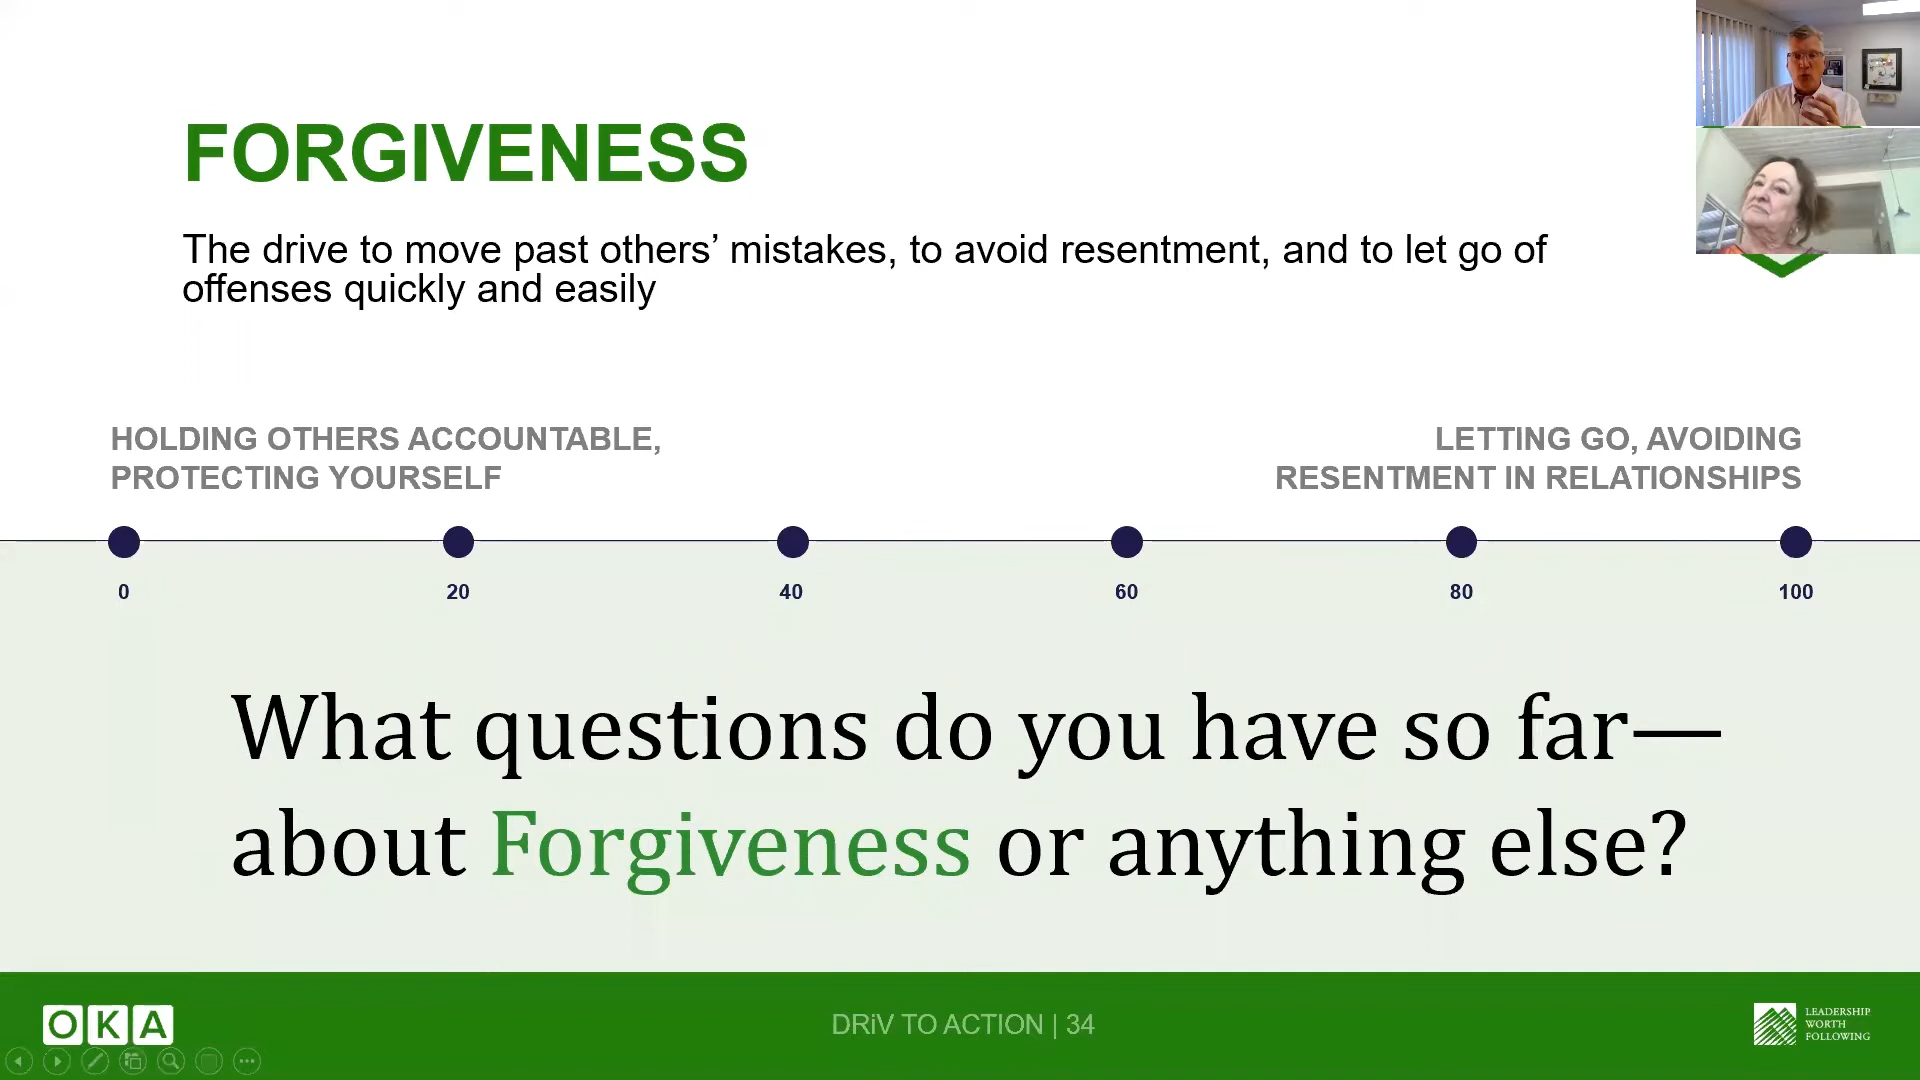 FORGIVENESS
The drive to move past others’ mistakes, to avoid resentment, and to let go of
offenses quickly and easily
HOLDING OTHERS ACCOUNTABLE,
PROTECTING YOURSELF
LETTING GO, AVOIDING
RESENTMENT IN RELATIONSHIPS
0 20 40 60 80 100
What questions do you have so far—
about Forgiveness or anything else?
OKA
DRiV TO ACTION | 34
LEADERSHIP
WORTH
FOLLOWING